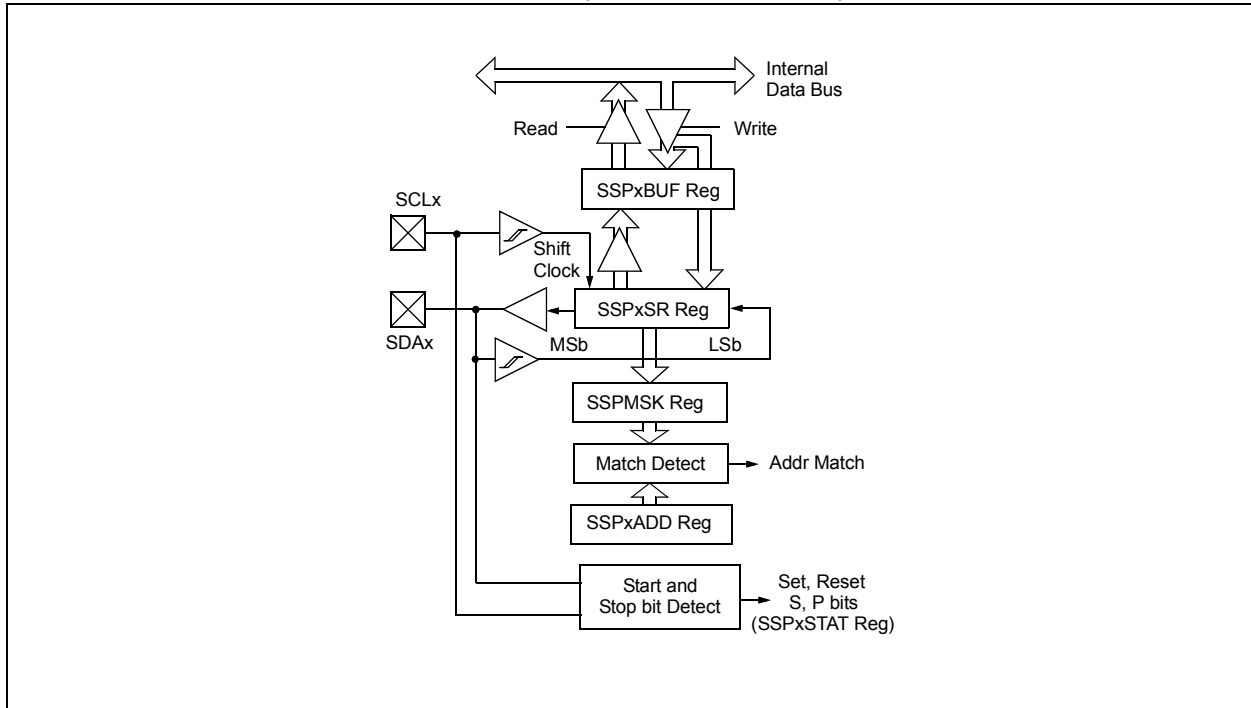 Internal
Data Bus
Read
Write
SSPxBUF Reg
SCLx
Shift
Clock
SSPxSR Reg
SDAx
MSb
LSb
SSPMSK Reg
Match Detect
Addr Match
SSPxADD Reg
Start and
Stop bit Detect
Set, Reset
S, P bits
(SSPxSTAT Reg)